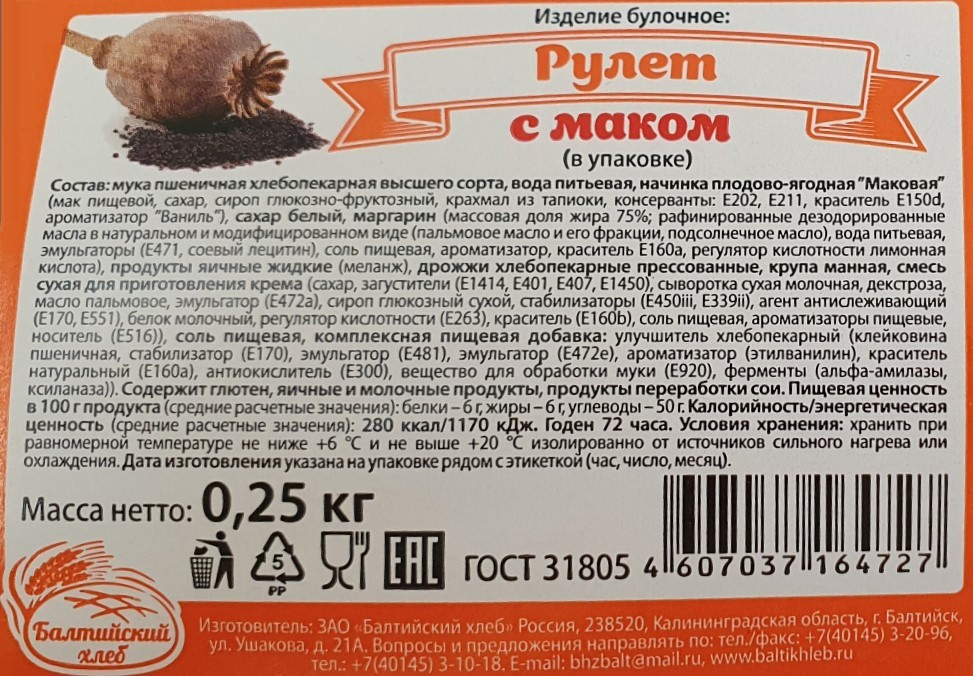 Изделие булочное:
Рулет
с маком
(в упаковке)
Состав: мука пшеничная хлебопекарная высшего сорта, вода питьевая, начинка плодово-ягодная "Маковая"
(мак пищевой, сахар, сироп глюкозно-фруктозный, крахмал из тапиоки, консерванты: Е202, Е211, краситель Е150d,
ароматизатор "Ваниль"), сахар белый, маргарин (массовая доля жира 75%; рафинированные дезодорированные
масла в натуральном и модифицированном виде (пальмовое масло и его фракции, подсолнечное масло), вода питьевая,
эмульгаторы (Е471, соевый лецитин), соль пищевая, ароматизатор, краситель Е160а, регулятор кислотности лимонная
кислота), продукты яичные жидкие (меланж), дрожжи хлебопекарные прессованные, крупа манная, смесь
сухая для приготовления крема (сахар, загустители (Е1414, Е401, Е407, Е1450), сыворотка сухая молочная, декстроза,
масло пальмовое, эмульгатор (Е472а), сироп глюкозный сухой, стабилизаторы (Е450iii, Е339ii), агент антислеживающий
(Е170, Е551), белок молочный, регулятор кислотности (Е263), краситель (Е160b), соль пищевая, ароматизаторы пищевые,
носитель (Е516)), соль пищевая, комплексная пищевая добавка: улучшитель хлебопекарный (клейковина
пшеничная, стабилизатор (Е170), эмульгатор (Е481), эмульгатор (Е472е), ароматизатор (этилванилин), краситель
натуральный (Е160а), антиокислитель (Е300), вещество для обработки муки (Е920), ферменты (альфа-амилазы,
ксиланаза)). Содержит глютен, яичные и молочные продукты, продукты переработки сои. Пищевая ценность
в 100 г продукта (средние расчетные значения): белки – 6 г, жиры – 6 г, углеводы – 50 г. Калорийность/энергетическая
ценность (средние расчетные значения): 280 ккал/1170 кДж. Годен 72 часа. Условия хранения: хранить при
равномерной температуре не ниже +6 °С и не выше +20 °С изолированно от источников сильного нагрева или
охлаждения. Дата изготовления указана на упаковке рядом с этикеткой (час, число, месяц).
Масса нетто: 0,25 кг
5
PP
EAC
ГОСТ 31805
4 607037 164727
Балтийский
хлеб
Изготовитель: ЗАО «Балтийский хлеб» Россия, 238520, Калининградская область, г. Балтийск,
ул. Ушакова, д. 21А. Вопросы и предложения направлять по: тел./факс: +7(40145) 3-20-96,
тел.: +7(40145) 3-10-18. E-mail: bhzbalt@mail.ru, www.baltikhleb.ru